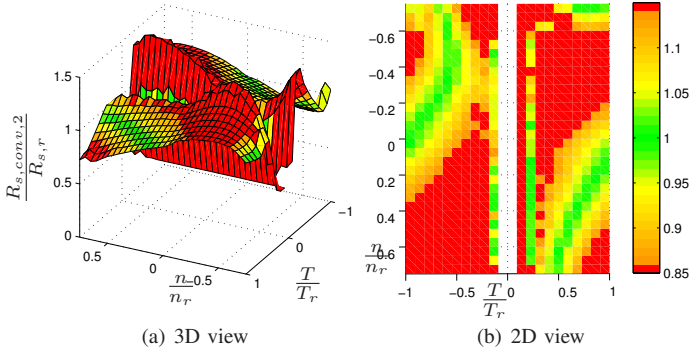 1.5
1
0.5
0
R_{s,conv,2}
R_{s,r}
0.5
0
0.5
1
n
n_r
−1
0
1
T
T_r
(a) 3D view
−0.6
−0.4
−0.2
0
0.2
0.4
0.6
n
n_r
−1
−0.5
0
0.5
1
T
T_r
(b) 2D view
1.1
1.05
1
0.95
0.9
0.85